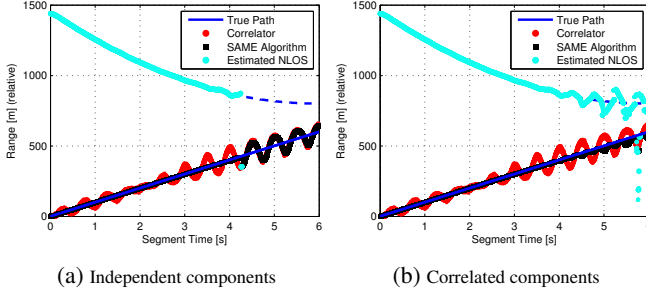 1500
1000
500
0
Range [m] (relative)
0 1 2 3 4 5 6
Segment Time [s]
True Path
Correlator
SAME Algorithm
Estimated NLOS
(a) Independent components
1500
1000
500
0
Range [m] (relative)
0 1 2 3 4 5 6
Segment Time [s]
True Path
Correlator
SAME Algorithm
Estimated NLOS
(b) Correlated components